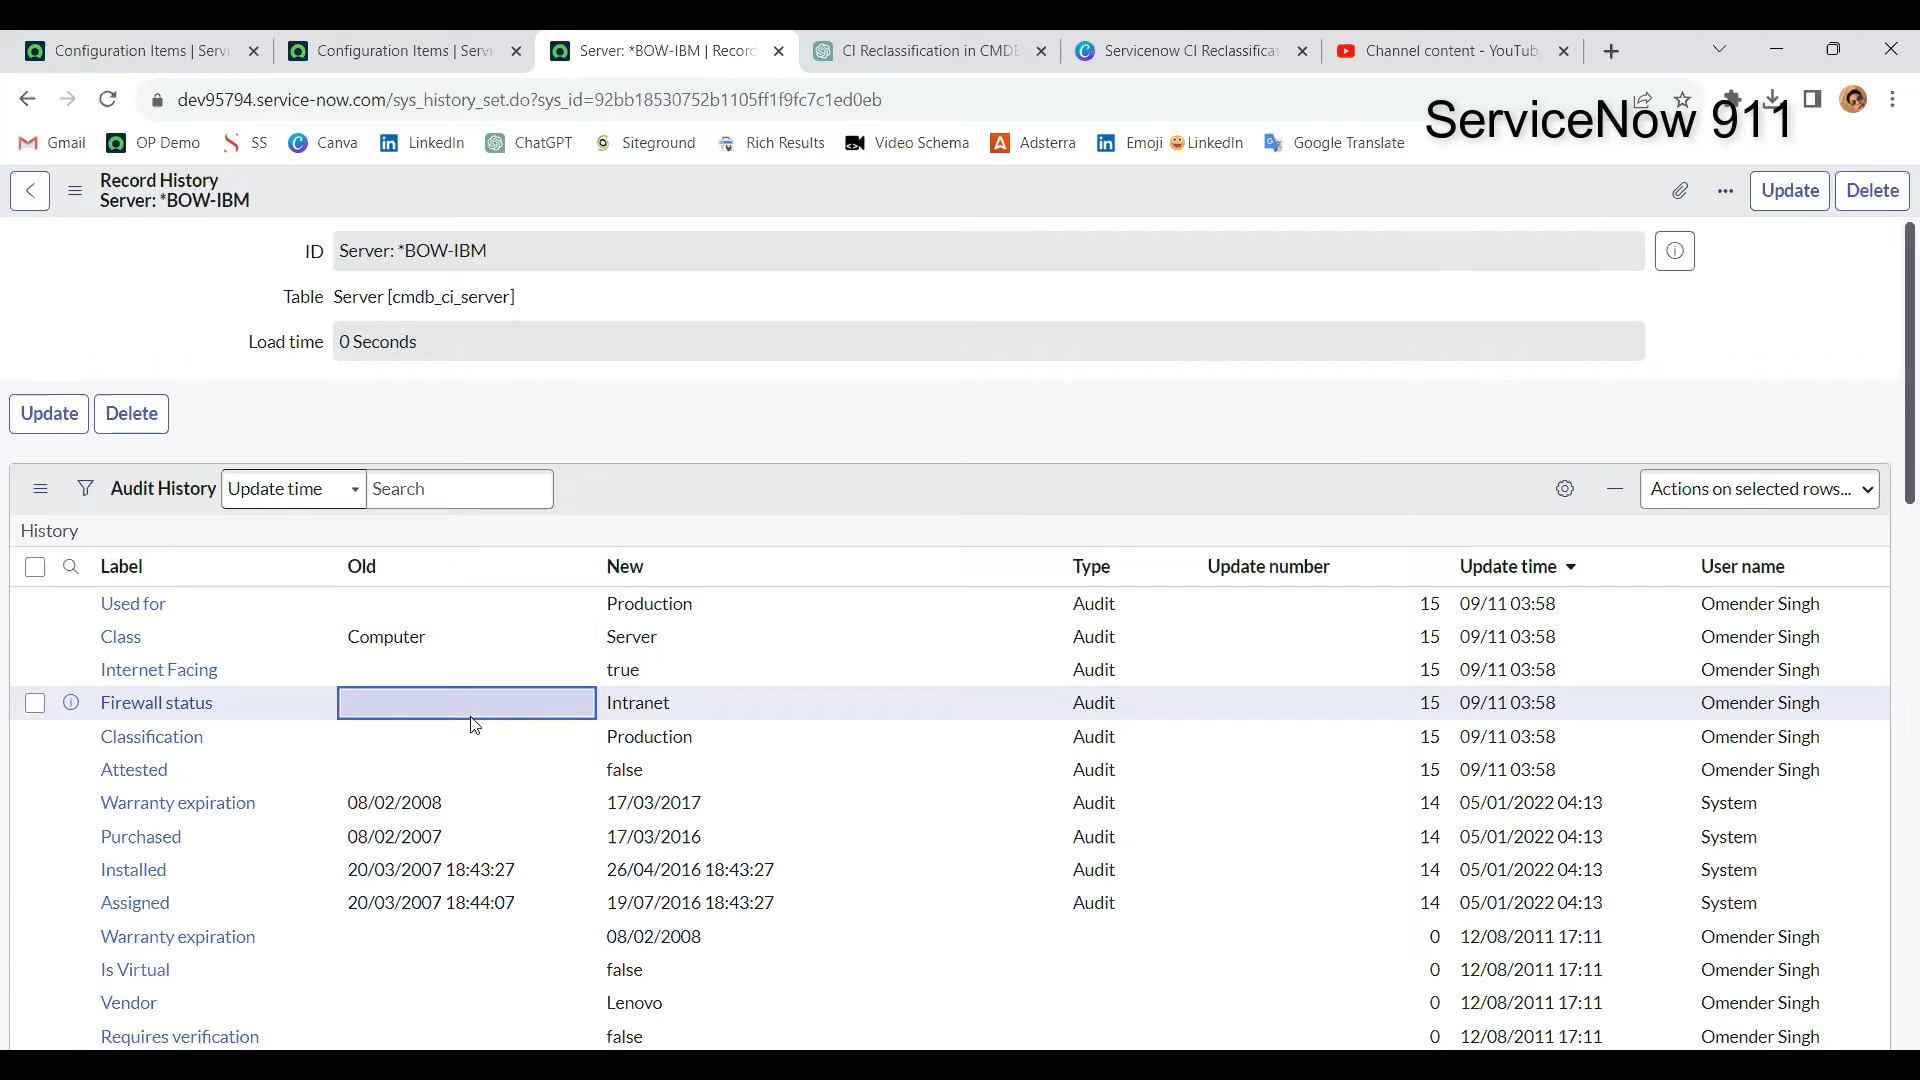 Configuration Items | Servi
Configuration Items | Servi
Server: *BOW-IBM | Record
CI Reclassification in CMDB
Servicenow CI Reclassificat
Channel content - YouTub
dev95794.service-now.com/sys_history_set.do?sys_id=92bb18530752b1105ff1f9fc7c1ed0eb
ServiceNow 911
Gmail OP Demo SS Canva LinkedIn ChatGPT Siteground Rich Results Video Schema Adsterra Emoji LinkedIn Google Translate
Record History
Server: *BOW-IBM
Update Delete
ID Server: *BOW-IBM
Table Server [cmdb_ci_server]
Load time 0 Seconds
Update Delete
Audit History Update time Search Actions on selected rows...
History
Label Old New Type Update number Update time User name
Used for Production Audit 15 09/11 03:58 Omender Singh
Class Computer Server Audit 15 09/11 03:58 Omender Singh
Internet Facing true Audit 15 09/11 03:58 Omender Singh
Firewall status Intranet Audit 15 09/11 03:58 Omender Singh
Classification Production Audit 15 09/11 03:58 Omender Singh
Attested false Audit 15 09/11 03:58 Omender Singh
Warranty expiration 08/02/2008 17/03/2017 Audit 14 05/01/2022 04:13 System
Purchased 08/02/2007 17/03/2016 Audit 14 05/01/2022 04:13 System
Installed 20/03/2007 18:43:27 26/04/2016 18:43:27 Audit 14 05/01/2022 04:13 System
Assigned 20/03/2007 18:44:07 19/07/2016 18:43:27 Audit 14 05/01/2022 04:13 System
Warranty expiration 08/02/2008 0 12/08/2011 17:11 Omender Singh
Is Virtual false 0 12/08/2011 17:11 Omender Singh
Vendor Lenovo 0 12/08/2011 17:11 Omender Singh
Requires verification false 0 12/08/2011 17:11 Omender Singh